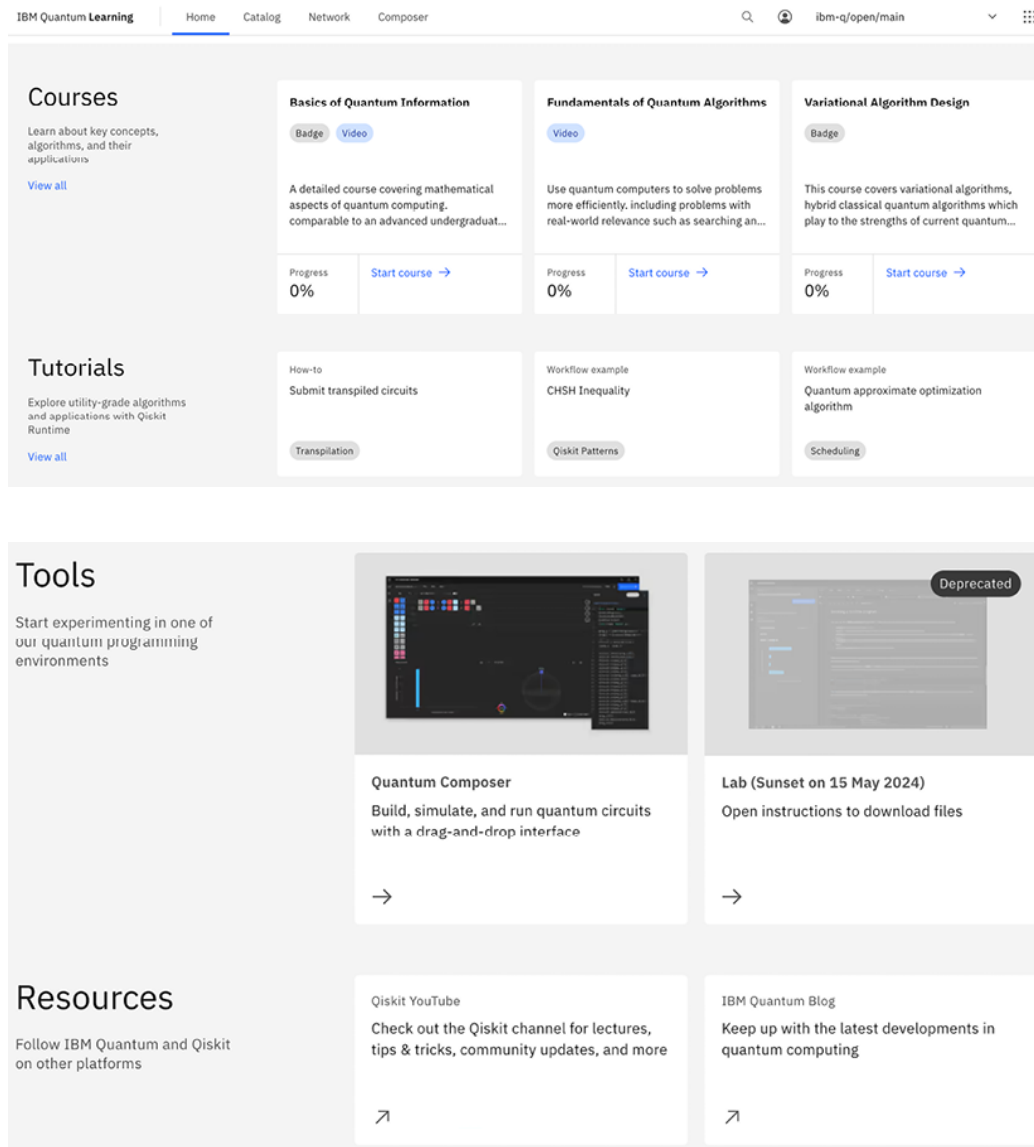 IBM Quantum Learning
Home
Catalog
Network
Composer
ibm-q/open/main
Courses
Learn about key concepts,
algorithms, and their
applications
View all
Basics of Quantum Information
Badge
Video
A detailed course covering mathematical
aspects of quantum computing.
comparable to an advanced undergraduat...
Progress
0%
Start course →
Fundamentals of Quantum Algorithms
Video
Use quantum computers to solve problems
more efficiently. including problems with
real-world relevance such as searching an...
Progress
0%
Start course →
Variational Algorithm Design
Badge
This course covers variational algorithms,
hybrid classical quantum algorithms which
play to the strengths of current quantum...
Progress
0%
Start course →
Tutorials
Explore utility-grade algorithms
and applications with Qiskit
Runtime
View all
How-to
Submit transpiled circuits
Transpilation
Workflow example
CHSH Inequality
Qiskit Patterns
Workflow example
Quantum approximate optimization
algorithm
Scheduling
Tools
Start experimenting in one of
our quantum programming
environments
Quantum Composer
Build, simulate, and run quantum circuits
with a drag-and-drop interface
→
Deprecated
Lab (Sunset on 15 May 2024)
Open instructions to download files
→
Resources
Follow IBM Quantum and Qiskit
on other platforms
Qiskit YouTube
Check out the Qiskit channel for lectures,
tips & tricks, community updates, and more
↗
IBM Quantum Blog
Keep up with the latest developments in
quantum computing
↗